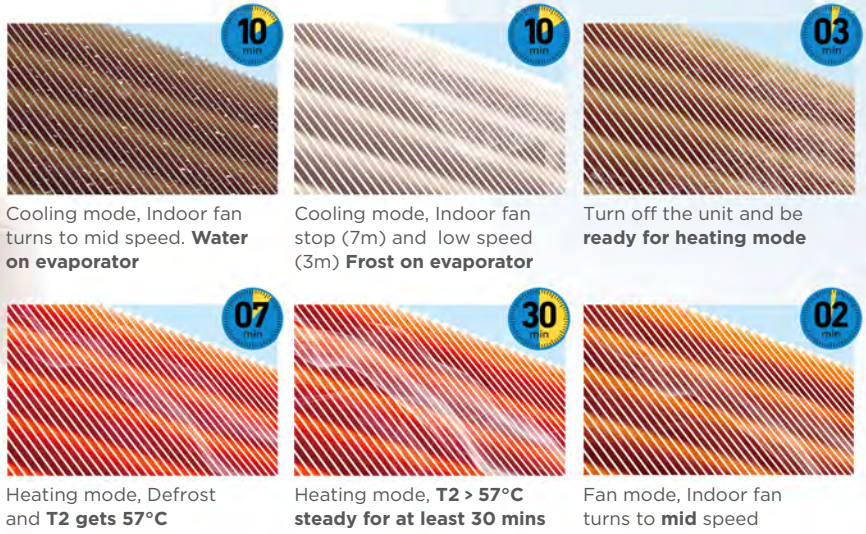 10
min
10
min
03
min
Cooling mode, Indoor fan
turns to mid speed. Water
on evaporator
Cooling mode, Indoor fan
stop (7m) and low speed
(3m) Frost on evaporator
Turn off the unit and be
ready for heating mode
07
min
30
min
02
min
Heating mode, Defrost
and T2 gets 57°C
Heating mode, T2 > 57°C
steady for at least 30 mins
Fan mode, Indoor fan
turns to mid speed